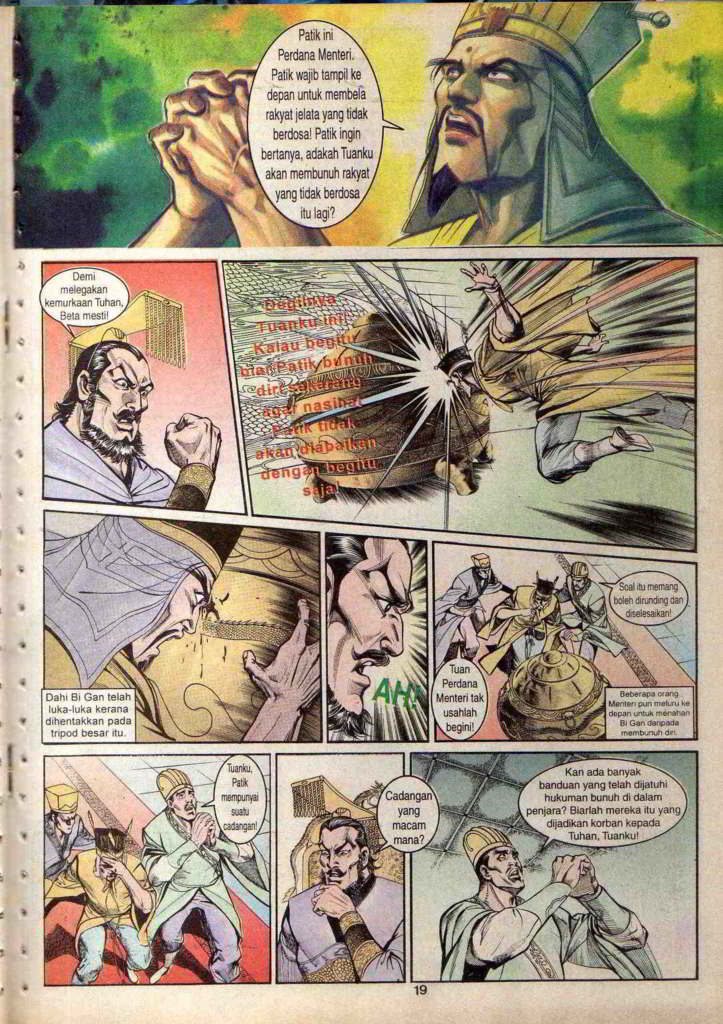 Patik ini
Perdana Menteri.
Patik wajib tampil ke
depan untuk membela
rakyat jelata yang tidak
berdosa! Patik ingin
bertanya, adakah Tuanku
akan membunuh rakyat
yang tidak berdosa
itu lagi?
Demi
melegakan
kemurkaan Tuhan,
Beta mesti!
Degilnya
Tuanku ini!
Kalau begitu
biar Patik bunuh
diri sekarang
agar nasihat
Patik tidak
akan diabaikan
dengan begitu
saja!
Dahi Bi Gan telah
luka-luka kerana
dihentakkan pada
tripod besar itu.
AH!
Soal itu memang
boleh dirunding dan
diselesaikan!
Tuan
Perdana
Menteri tak
usahlah
begini!
Beberapa orang
Menteri pun meluru ke
depan untuk menahan
Bi Gan daripada
membunuh diri.
Tuanku,
Patik
mempunyai
suatu
cadangan!
Cadangan
yang
macam
mana?
Kan ada banyak
banduan yang telah dijatuhi
hukuman bunuh di dalam
penjara? Biarlah mereka itu yang
dijadikan korban kepada
Tuhan, Tuanku!
19